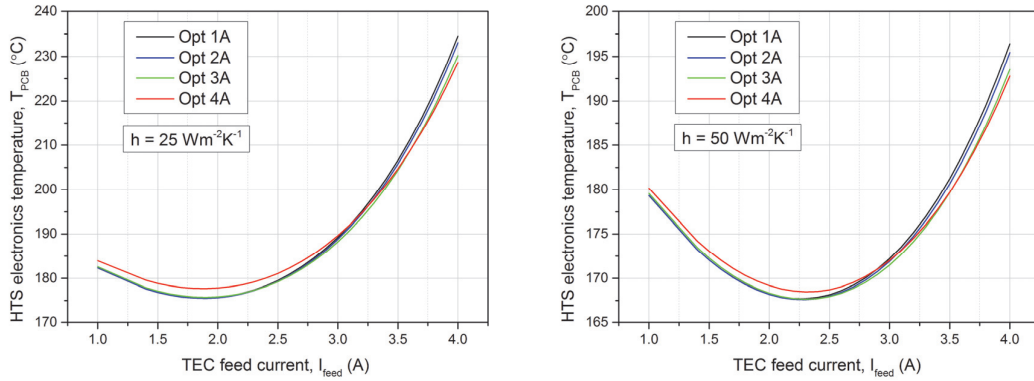 HTS electronics temperature, T_PCB (°C)
240
230
220
210
200
190
180
170
Opt 1A
Opt 2A
Opt 3A
Opt 4A
h = 25 Wm⁻²K⁻¹
1.0 1.5 2.0 2.5 3.0 3.5 4.0
TEC feed current, I_feed (A)
HTS electronics temperature, T_PCB (°C)
200
195
190
185
180
175
170
165
Opt 1A
Opt 2A
Opt 3A
Opt 4A
h = 50 Wm⁻²K⁻¹
1.0 1.5 2.0 2.5 3.0 3.5 4.0
TEC feed current, I_feed (A)